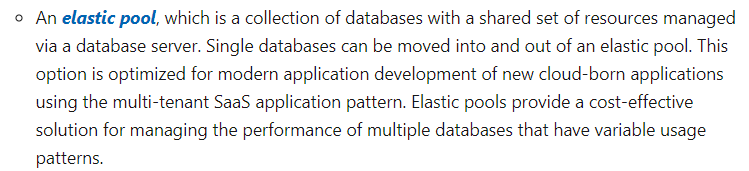 An elastic pool, which is a collection of databases with a shared set of resources managed
via a database server. Single databases can be moved into and out of an elastic pool. This
option is optimized for modern application development of new cloud-born applications
using the multi-tenant SaaS application pattern. Elastic pools provide a cost-effective
solution for managing the performance of multiple databases that have variable usage
patterns.